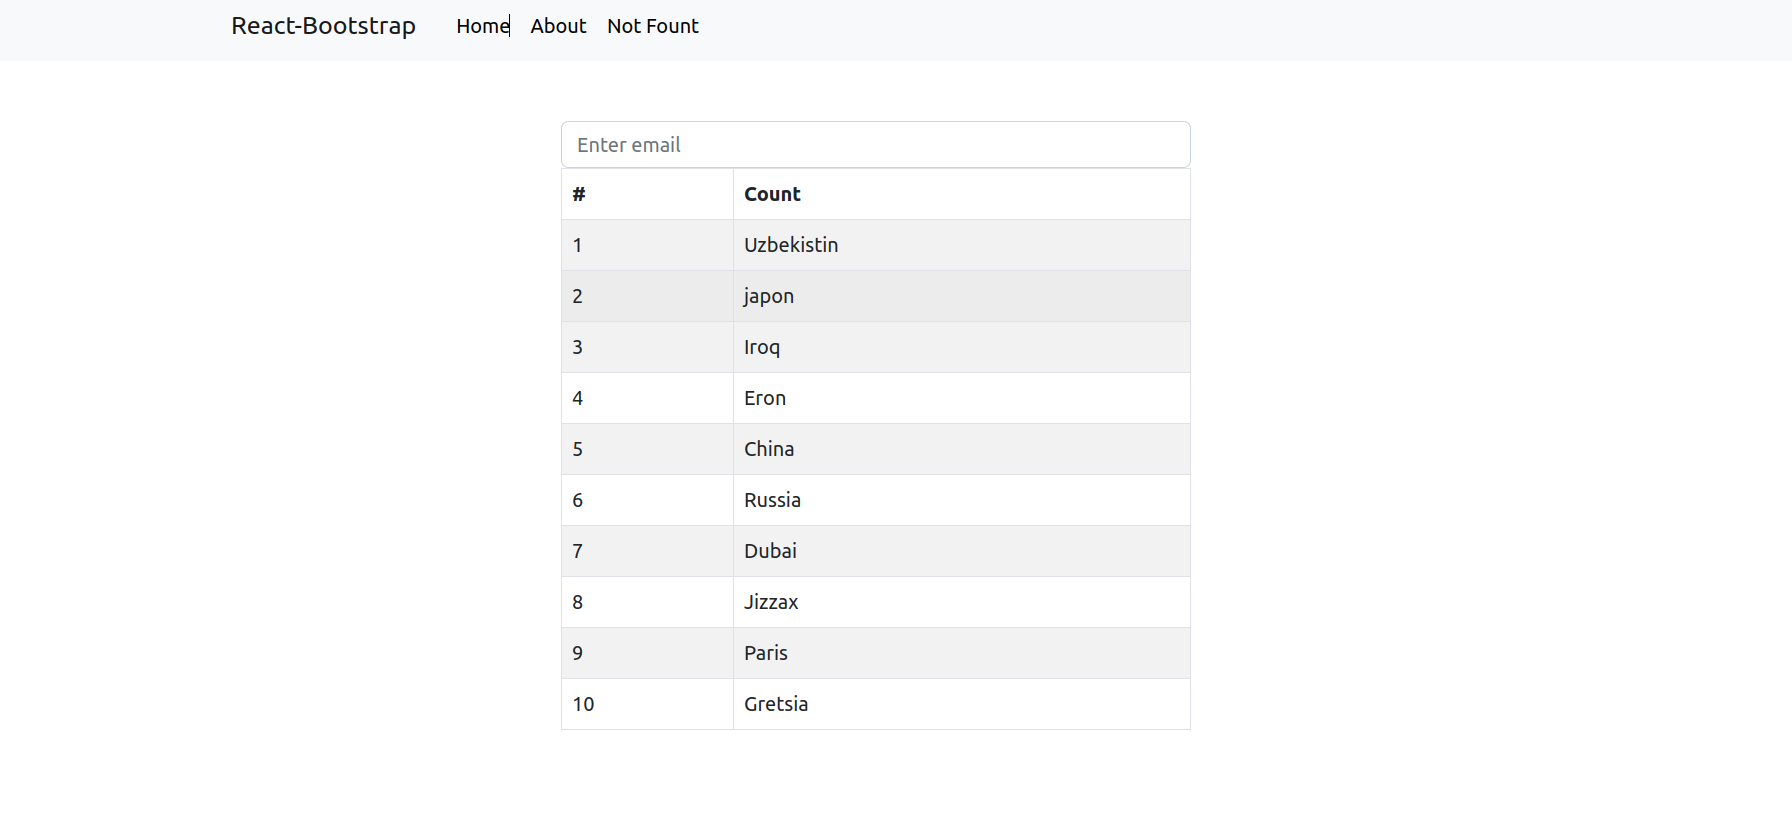 React-Bootstrap Home About Not Fount
Enter email
# Count
1 Uzbekistin
2 japon
3 Iroq
4 Eron
5 China
6 Russia
7 Dubai
8 Jizzax
9 Paris
10 Gretsia